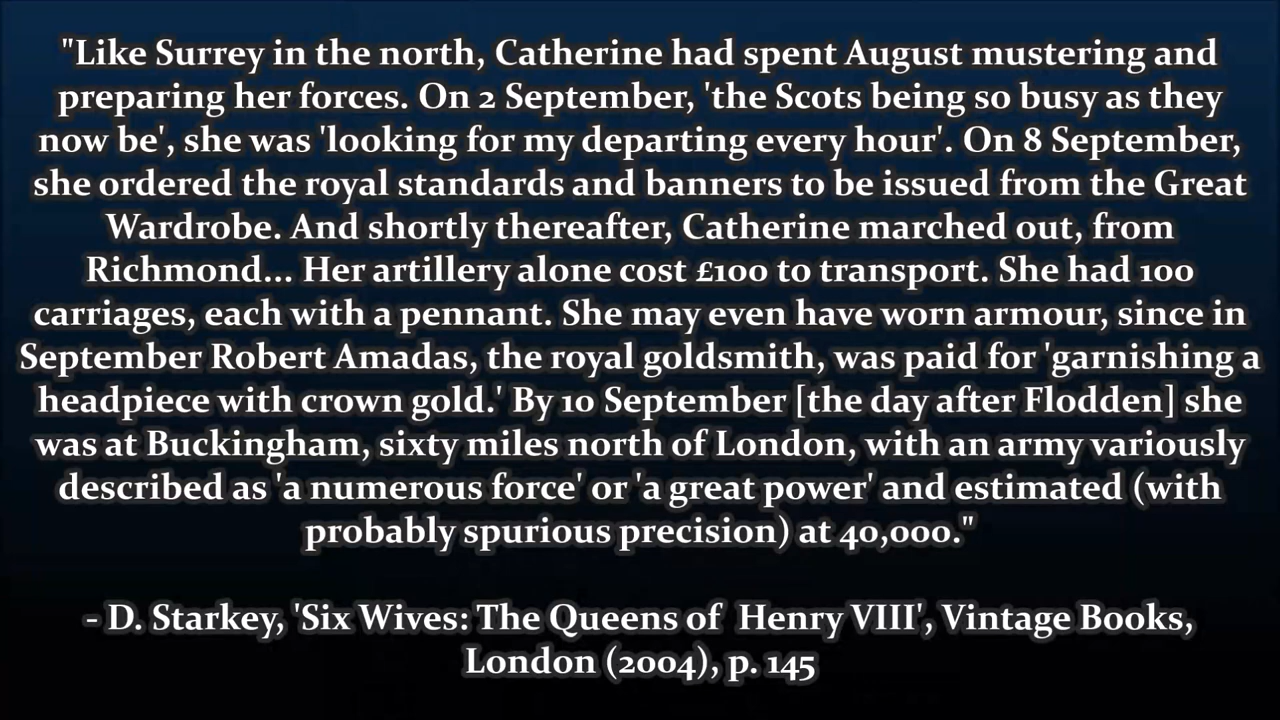 "Like Surrey in the north, Catherine had spent August mustering and
preparing her forces. On 2 September, 'the Scots being so busy as they
now be', she was 'looking for my departing every hour'. On 8 September,
she ordered the royal standards and banners to be issued from the Great
Wardrobe. And shortly thereafter, Catherine marched out, from
Richmond... Her artillery alone cost £100 to transport. She had 100
carriages, each with a pennant. She may even have worn armour, since in
September Robert Amadas, the royal goldsmith, was paid for 'garnishing a
headpiece with crown gold.' By 10 September [the day after Flodden] she
was at Buckingham, sixty miles north of London, with an army variously
described as 'a numerous force' or 'a great power' and estimated (with
probably spurious precision) at 40,000."
- D. Starkey, 'Six Wives: The Queens of Henry VIII', Vintage Books,
London (2004), p. 145